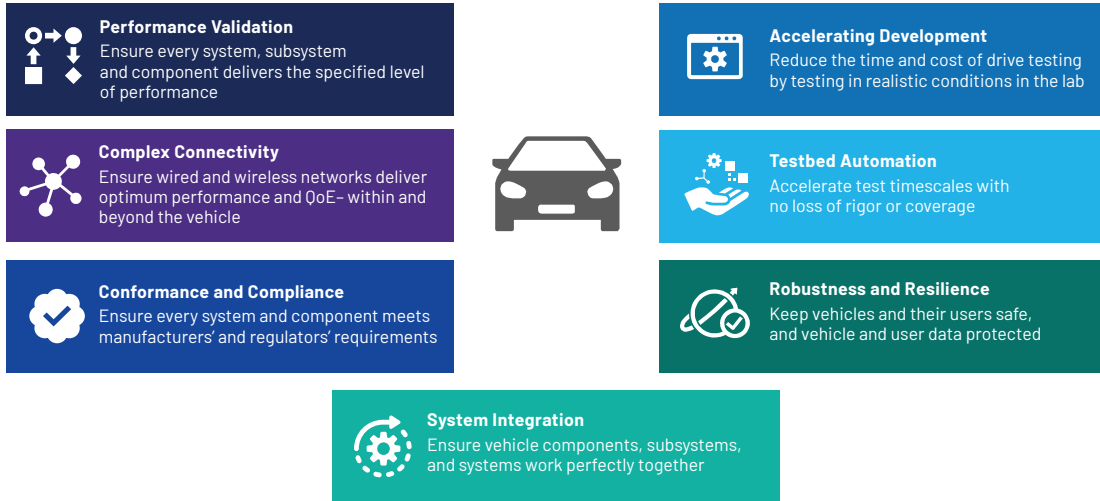 Performance Validation
Ensure every system, subsystem
and component delivers the specified level
of performance
Complex Connectivity
Ensure wired and wireless networks deliver
optimum performance and QoE– within and
beyond the vehicle
Conformance and Compliance
Ensure every system and component meets
manufacturers’ and regulators’ requirements
Accelerating Development
Reduce the time and cost of drive testing
by testing in realistic conditions in the lab
Testbed Automation
Accelerate test timescales with
no loss of rigor or coverage
Robustness and Resilience
Keep vehicles and their users safe,
and vehicle and user data protected
System Integration
Ensure vehicle components, subsystems,
and systems work perfectly together